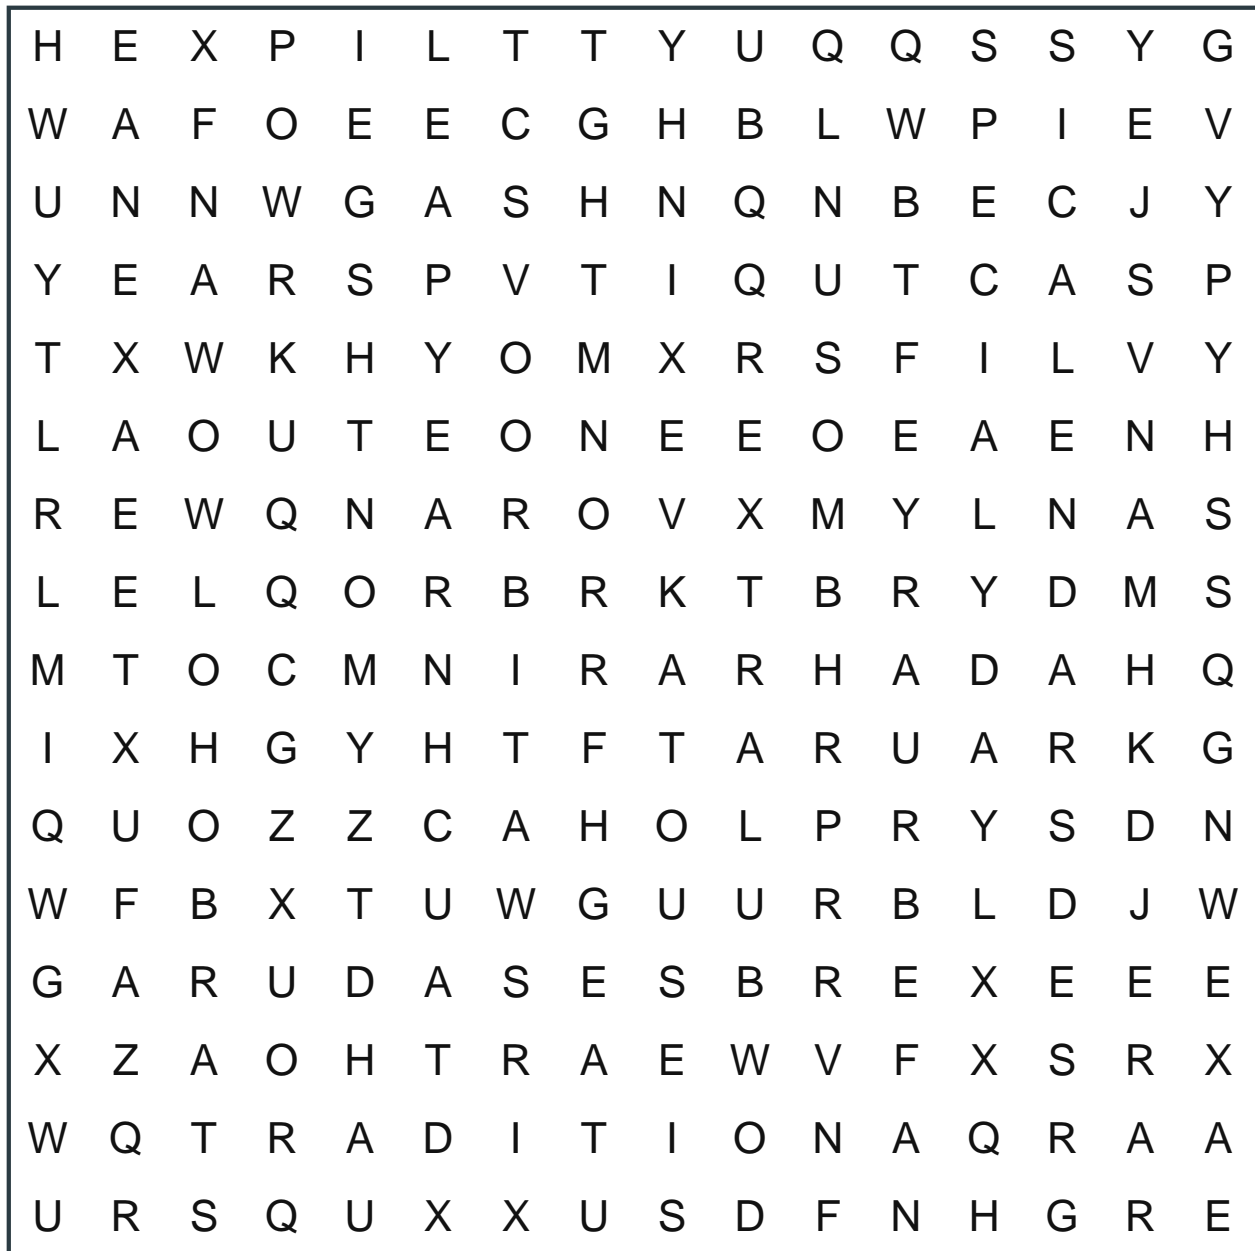 H E X P I L T T Y U Q Q S S Y G
W A F O E E C G H B L W P I E V
U N N W G A S H N Q N B E C J Y
Y E A R S P V T I Q U T C A S P
T X W K H Y O M X R S F I L V Y
L A O U T E O N E E O E A E N H
R E W Q N A R O V X M Y L N A S
L E L Q O R B R K T B R Y D M S
M T O C M N I R A R H A D A H Q
I X H G Y H T F T A R U A R K G
Q U O Z Z C A H O L P R Y S D N
W F B X T U W G U U R B L D J W
G A R U D A S E S B R E X E E E
X Z A O H T R A E W V F X S R X
W Q T R A D I T I O N A Q R A A
U R S Q U X X U S D F N H G R E